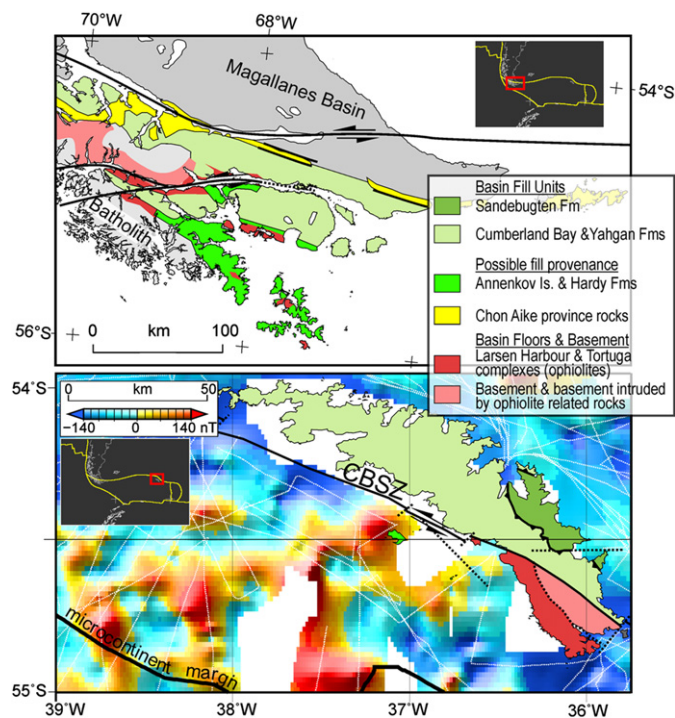 70°W
68°W
54°S
Magallanes Basin
Batholith
56°S
0 km 100
Basin Fill Units
Sandebugten Fm
Cumberland Bay &Yahgan Fms
Possible fill provenance
Annenkov Is. & Hardy Fms
Chon Aike province rocks
Basin Floors & Basement
Larsen Harbour & Tortuga
complexes (ophiolites)
Basement & basement intruded
by ophiolite related rocks
54°S
0 km 50
−140 0 140 nT
CBSZ
microcontinent margin
55°S
39°W 38°W 37°W 36°W